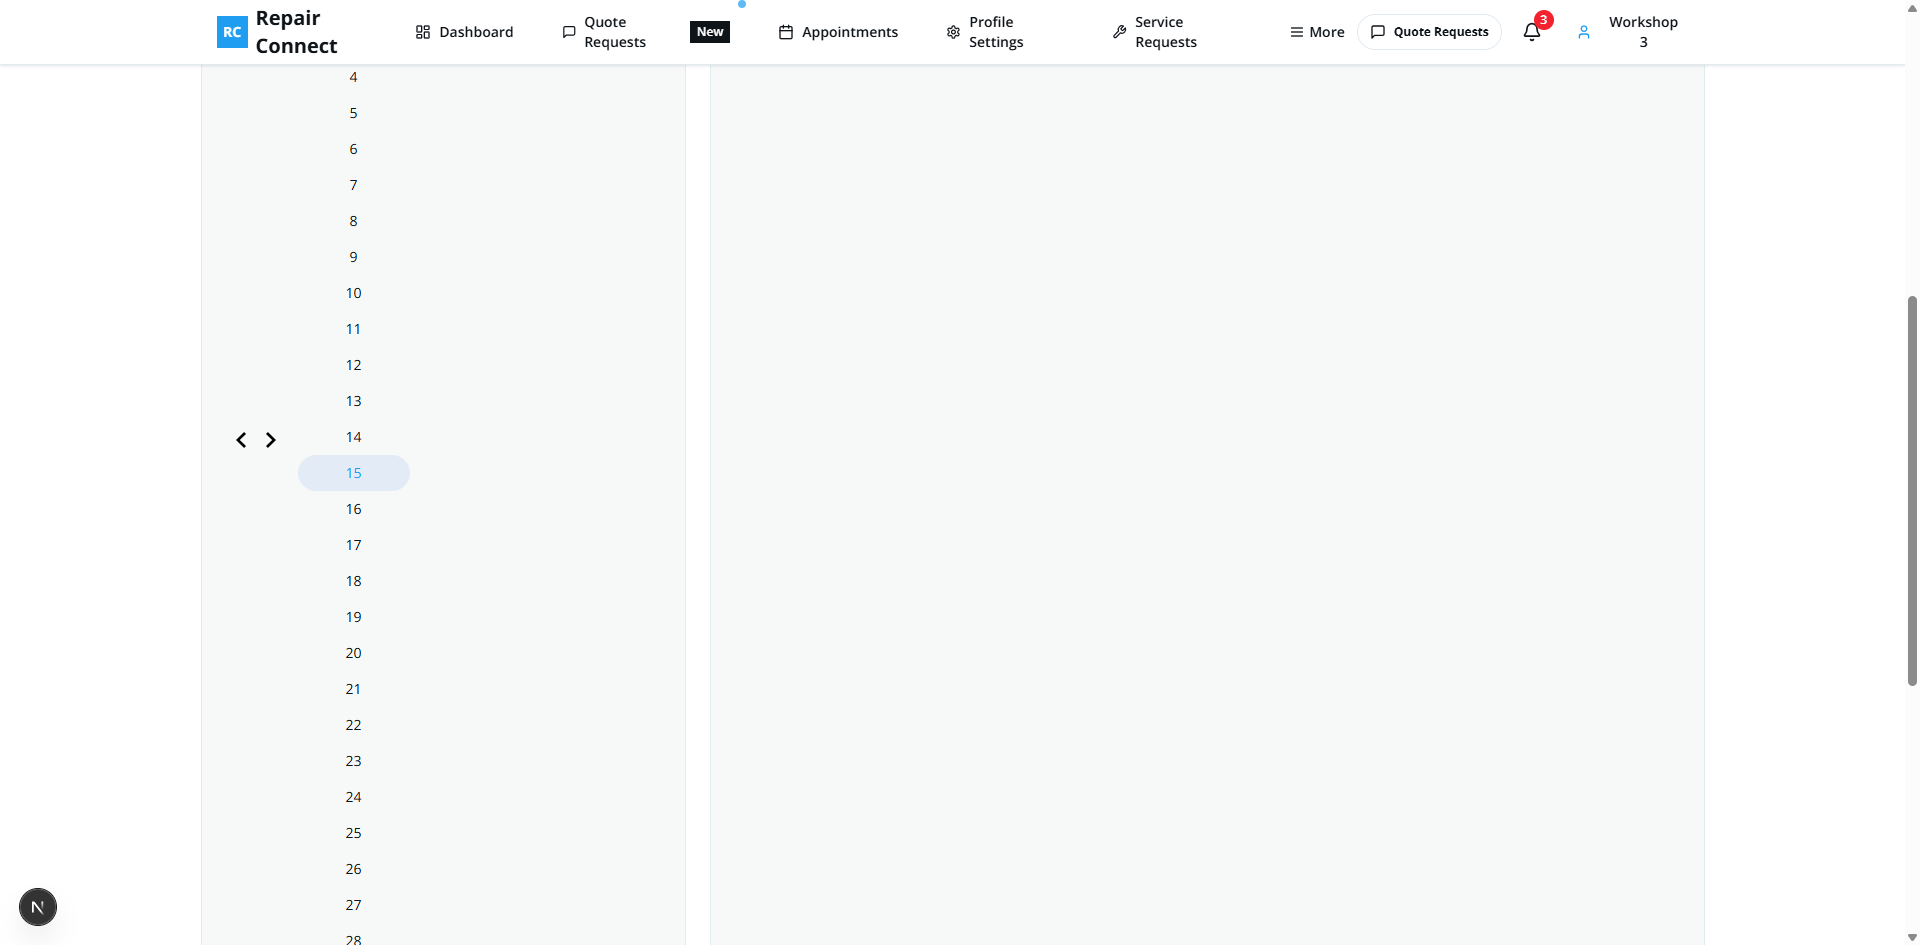 RC
Repair
Connect
Dashboard
Quote
Requests
New
Appointments
Profile
Settings
Service
Requests
More
Quote Requests
3
Workshop
3
4
5
6
7
8
9
10
11
12
13
14
15
16
17
18
19
20
21
22
23
24
25
26
27
28
N